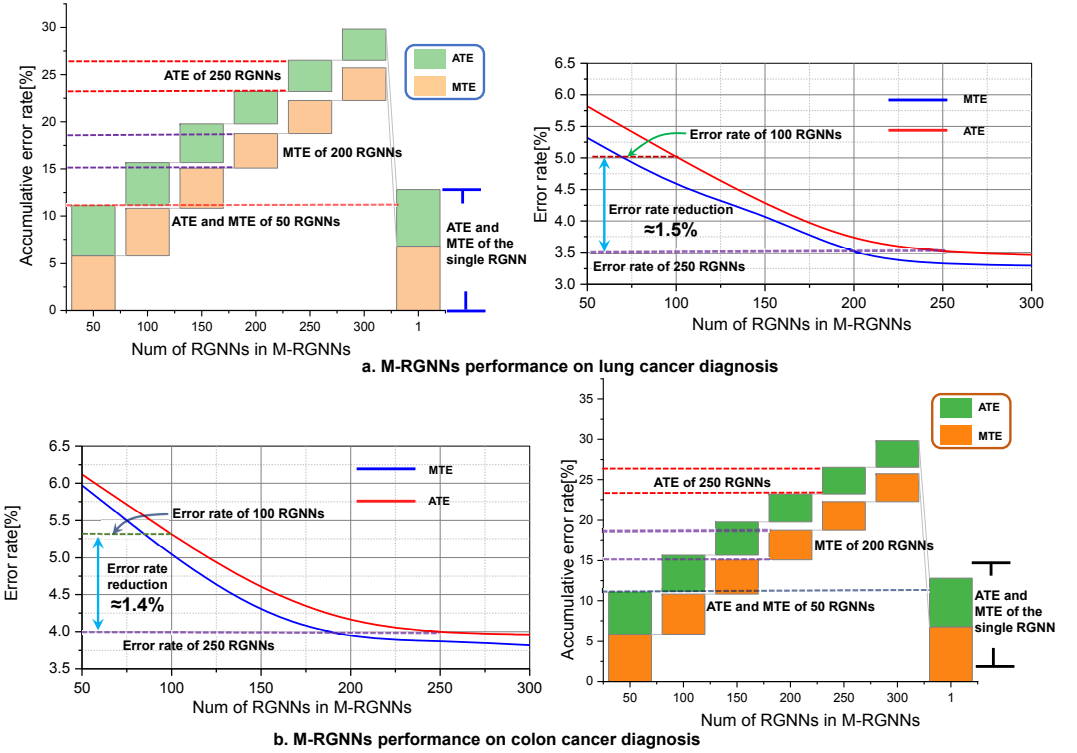 Accumulative error rate[%]
30
25
20
15
10
5
0
ATE
MTE
ATE of 250 RGNNs
MTE of 200 RGNNs
ATE and MTE of 50 RGNNs
ATE and
MTE of the
single RGNN
50 100 150 200 250 300 1
Num of RGNNs in M-RGNNs
Error rate[%]
6.5
6.0
5.5
5.0
4.5
4.0
3.5
3.0
MTE
ATE
Error rate of 100 RGNNs
Error rate reduction
≈1.5%
Error rate of 250 RGNNs
50 100 150 200 250 300
Num of RGNNs in M-RGNNs
a. M-RGNNs performance on lung cancer diagnosis
Error rate[%]
6.5
6.0
5.5
5.0
4.5
4.0
3.5
MTE
ATE
Error rate of 100 RGNNs
Error rate
reduction
≈1.4%
Error rate of 250 RGNNs
50 100 150 200 250 300
Num of RGNNs in M-RGNNs
Accumulative error rate[%]
35
30
25
20
15
10
5
0
ATE
MTE
ATE of 250 RGNNs
MTE of 200 RGNNs
ATE and MTE of 50 RGNNs
ATE and
MTE of the
single RGNN
50 100 150 200 250 300 1
Num of RGNNs in M-RGNNs
b. M-RGNNs performance on colon cancer diagnosis